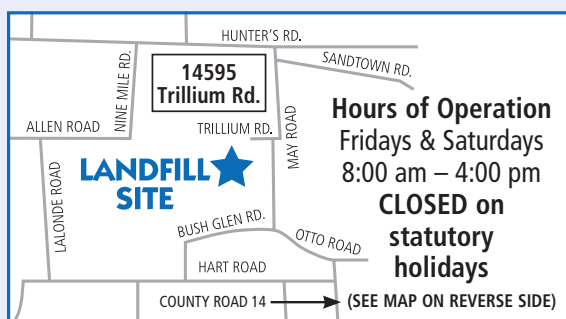 HUNTER'S RD.
SANDTOWN RD.
NINE MILE RD.
14595
Trillium Rd.
ALLEN ROAD
TRILLIUM RD.
MAY ROAD
LALONDE ROAD
LANDFILL
SITE
BUSH GLEN RD.
OTTO ROAD
HART ROAD
COUNTY ROAD 14
Hours of Operation
Fridays & Saturdays
8:00 am – 4:00 pm
CLOSED on
statutory
holidays
(SEE MAP ON REVERSE SIDE)